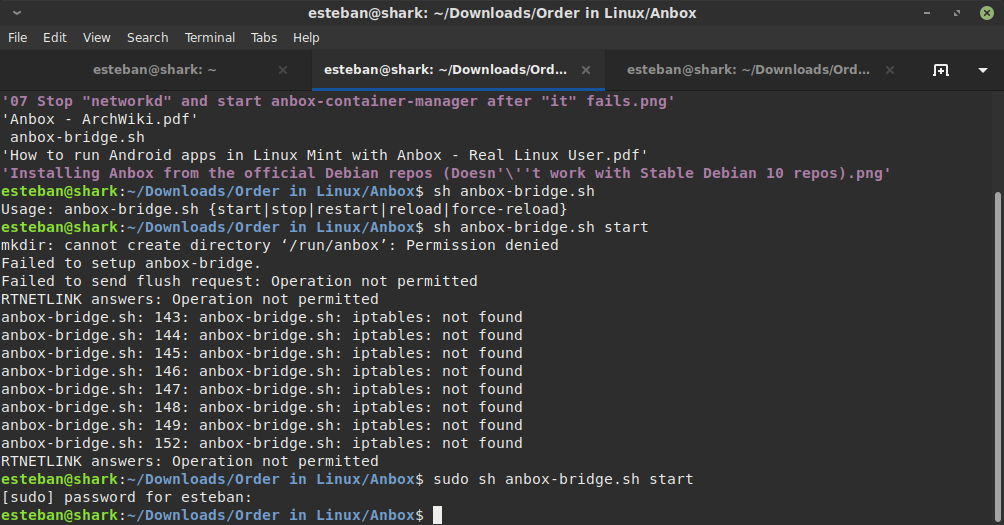 esteban@shark: ~/Downloads/Order in Linux/Anbox
File Edit View Search Terminal Tabs Help
esteban@shark: ~ esteban@shark: ~/Downloads/Ord... esteban@shark: ~/Downloads/Ord...
'07 Stop "networkd" and start anbox-container-manager after "it" fails.png'
'Anbox - ArchWiki.pdf'
anbox-bridge.sh
'How to run Android apps in Linux Mint with Anbox - Real Linux User.pdf'
'Installing Anbox from the official Debian repos (Doesn'\''t work with Stable Debian 10 repos).png'
esteban@shark:~/Downloads/Order in Linux/Anbox$ sh anbox-bridge.sh
Usage: anbox-bridge.sh {start|stop|restart|reload|force-reload}
esteban@shark:~/Downloads/Order in Linux/Anbox$ sh anbox-bridge.sh start
mkdir: cannot create directory ‘/run/anbox’: Permission denied
Failed to setup anbox-bridge.
Failed to send flush request: Operation not permitted
RTNETLINK answers: Operation not permitted
anbox-bridge.sh: 143: anbox-bridge.sh: iptables: not found
anbox-bridge.sh: 144: anbox-bridge.sh: iptables: not found
anbox-bridge.sh: 145: anbox-bridge.sh: iptables: not found
anbox-bridge.sh: 146: anbox-bridge.sh: iptables: not found
anbox-bridge.sh: 147: anbox-bridge.sh: iptables: not found
anbox-bridge.sh: 148: anbox-bridge.sh: iptables: not found
anbox-bridge.sh: 149: anbox-bridge.sh: iptables: not found
anbox-bridge.sh: 152: anbox-bridge.sh: iptables: not found
RTNETLINK answers: Operation not permitted
esteban@shark:~/Downloads/Order in Linux/Anbox$ sudo sh anbox-bridge.sh start
[sudo] password for esteban:
esteban@shark:~/Downloads/Order in Linux/Anbox$